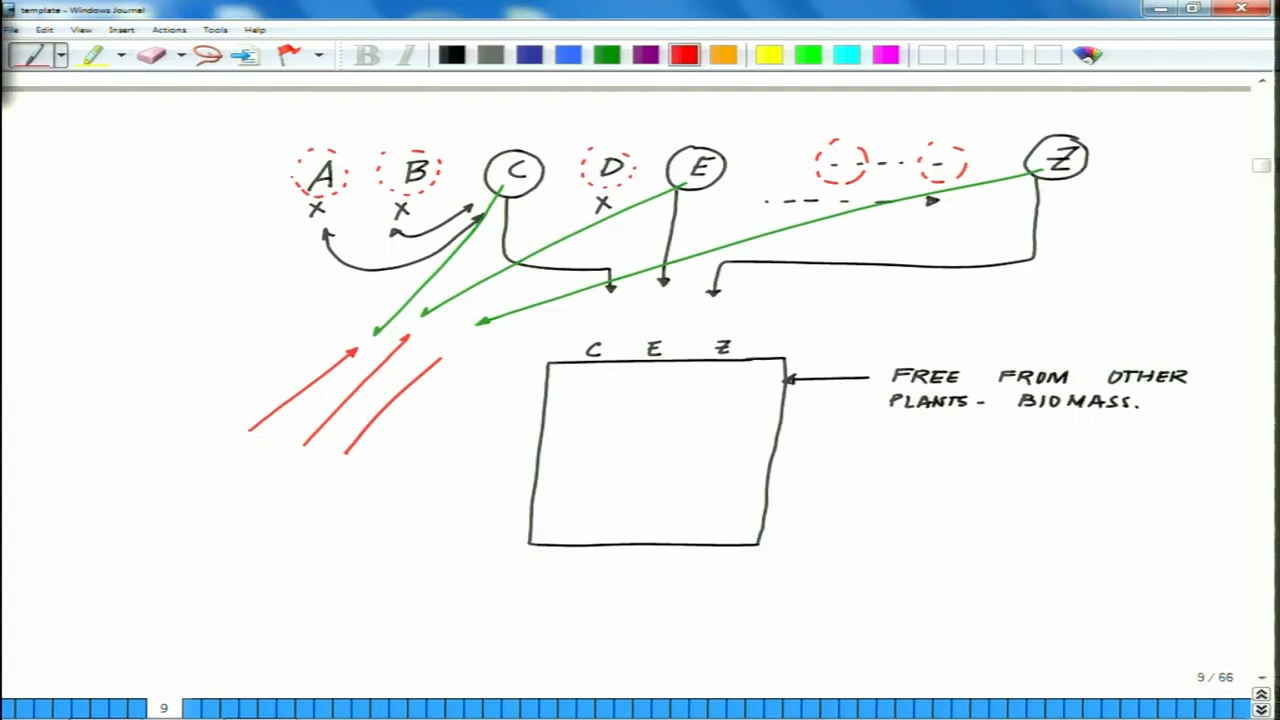 template - Windows Journal
File Edit View Insert Actions Tools Help
B I
A B C D E Z
x x x
C E Z
FREE FROM OTHER
PLANTS - BIOMASS.
9 / 66
9